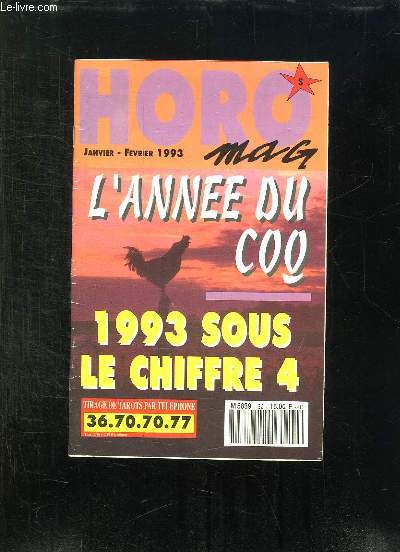 Le-livre.com
HORO
S
JANVIER - FÉVRIER 1993
maG
L'ANNEE DU
COQ
1993 SOUS
LE CHIFFRE 4
TIRAGE DE TAROTS PAR TELEPHONE
36.70.70.77